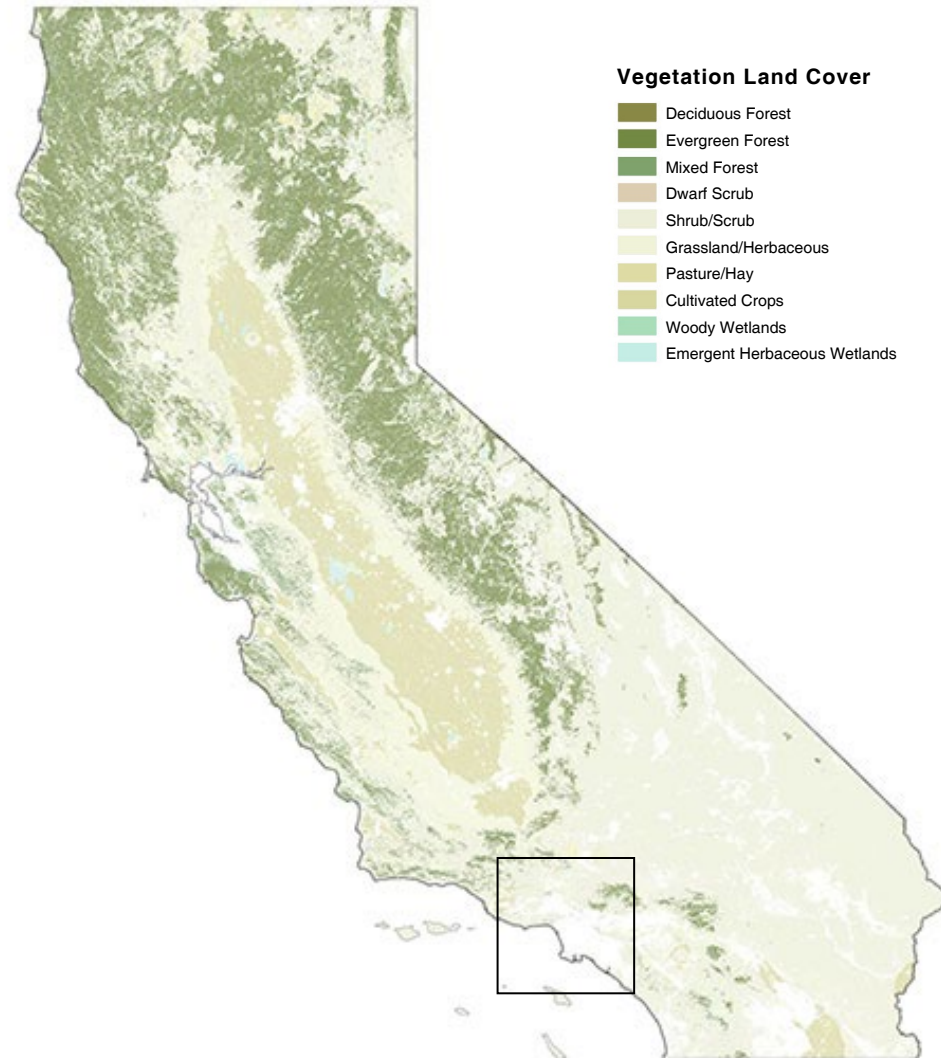 Vegetation Land Cover
Deciduous Forest
Evergreen Forest
Mixed Forest
Dwarf Scrub
Shrub/Scrub
Grassland/Herbaceous
Pasture/Hay
Cultivated Crops
Woody Wetlands
Emergent Herbaceous Wetlands